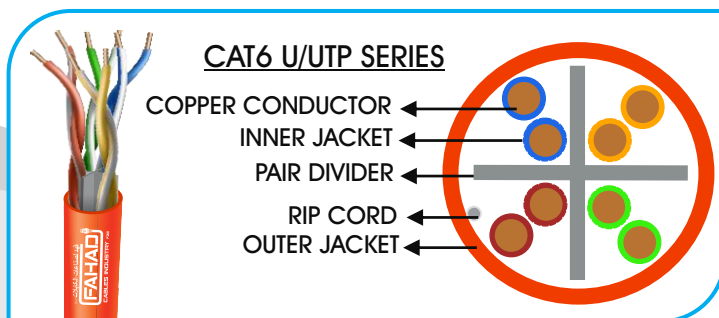 CAT6 U/UTP SERIES
COPPER CONDUCTOR
INNER JACKET
PAIR DIVIDER
RIP CORD
OUTER JACKET
FAHAD
CABLES INDUSTRY